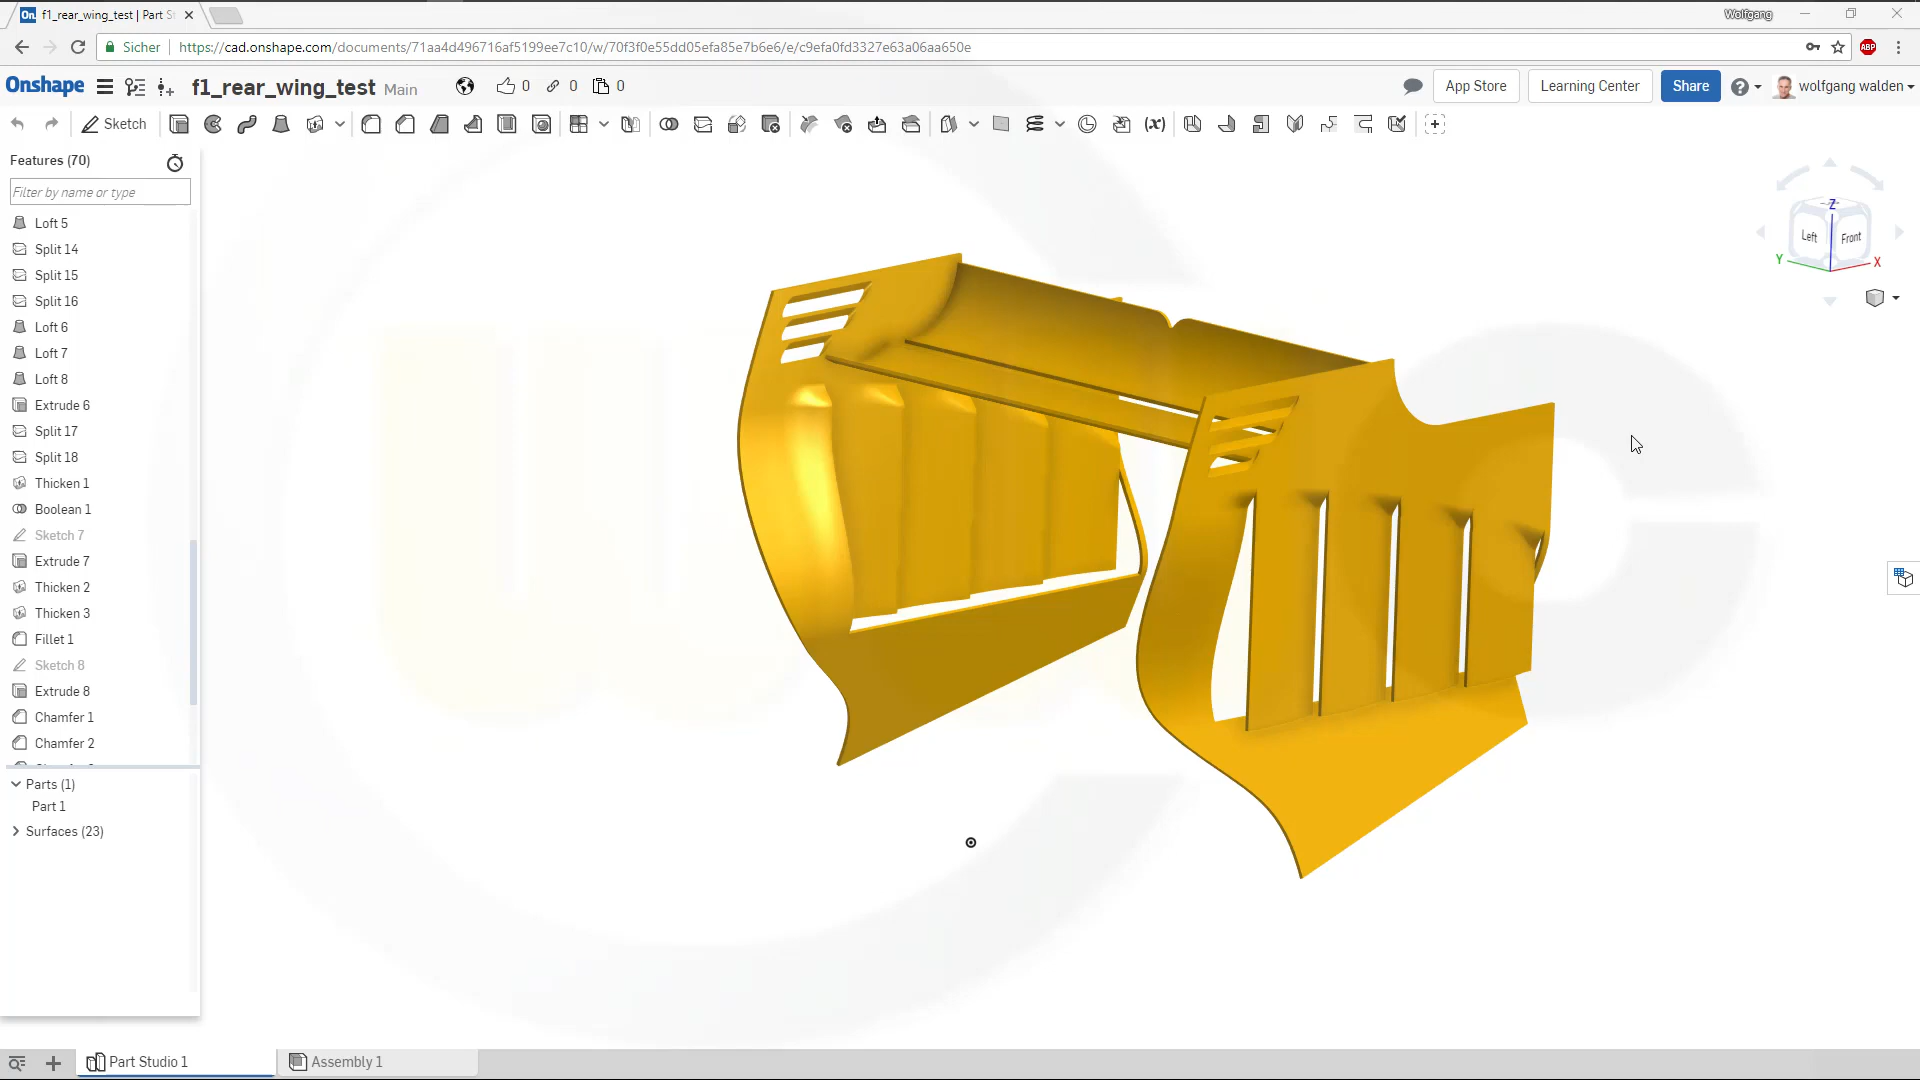 On f1_rear_wing_test | Part S
Wolfgang
Sicher https://cad.onshape.com/documents/71aa4d496716af5199ee7c10/w/70f3f0e55dd05efa85e7b6e6/e/c9efa0fd3327e63a06aa650e
ABP
Onshape f1_rear_wing_test Main 0 0 0 App Store Learning Center Share ? wolfgang walden
Sketch (x)
Features (70)
Filter by name or type
Loft 5
Split 14
Split 15
Split 16
Loft 6
Loft 7
Loft 8
Extrude 6
Split 17
Split 18
Thicken 1
Boolean 1
Sketch 7
Extrude 7
Thicken 2
Thicken 3
Fillet 1
Sketch 8
Extrude 8
Chamfer 1
Chamfer 2
Parts (1)
Part 1
Surfaces (23)
Z
Left Front
Y X
Part Studio 1 Assembly 1